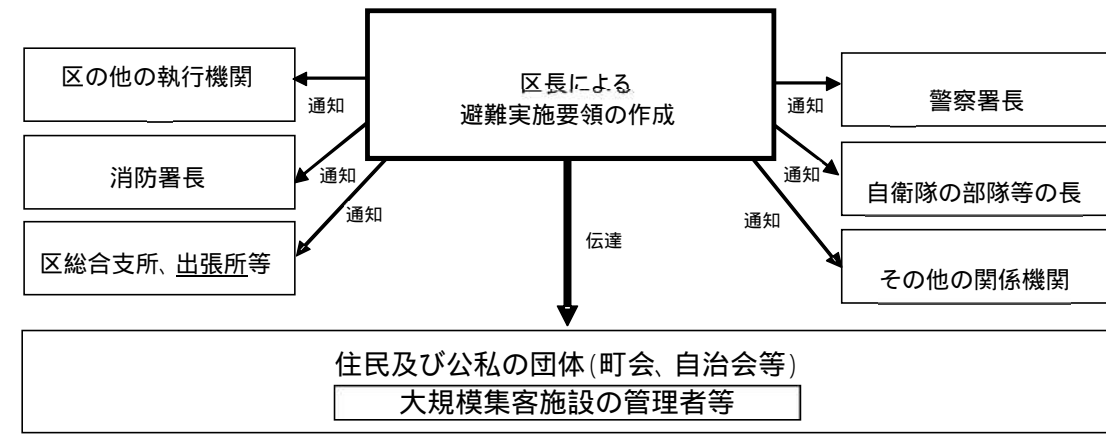 区長による
避難実施要領の作成
区の他の執行機関
通知
消防署長
通知
区総合支所、出張所等
通知
警察署長
通知
自衛隊の部隊等の長
通知
その他の関係機関
通知
伝達
住民及び公私の団体(町会、自治会等)
大規模集客施設の管理者等